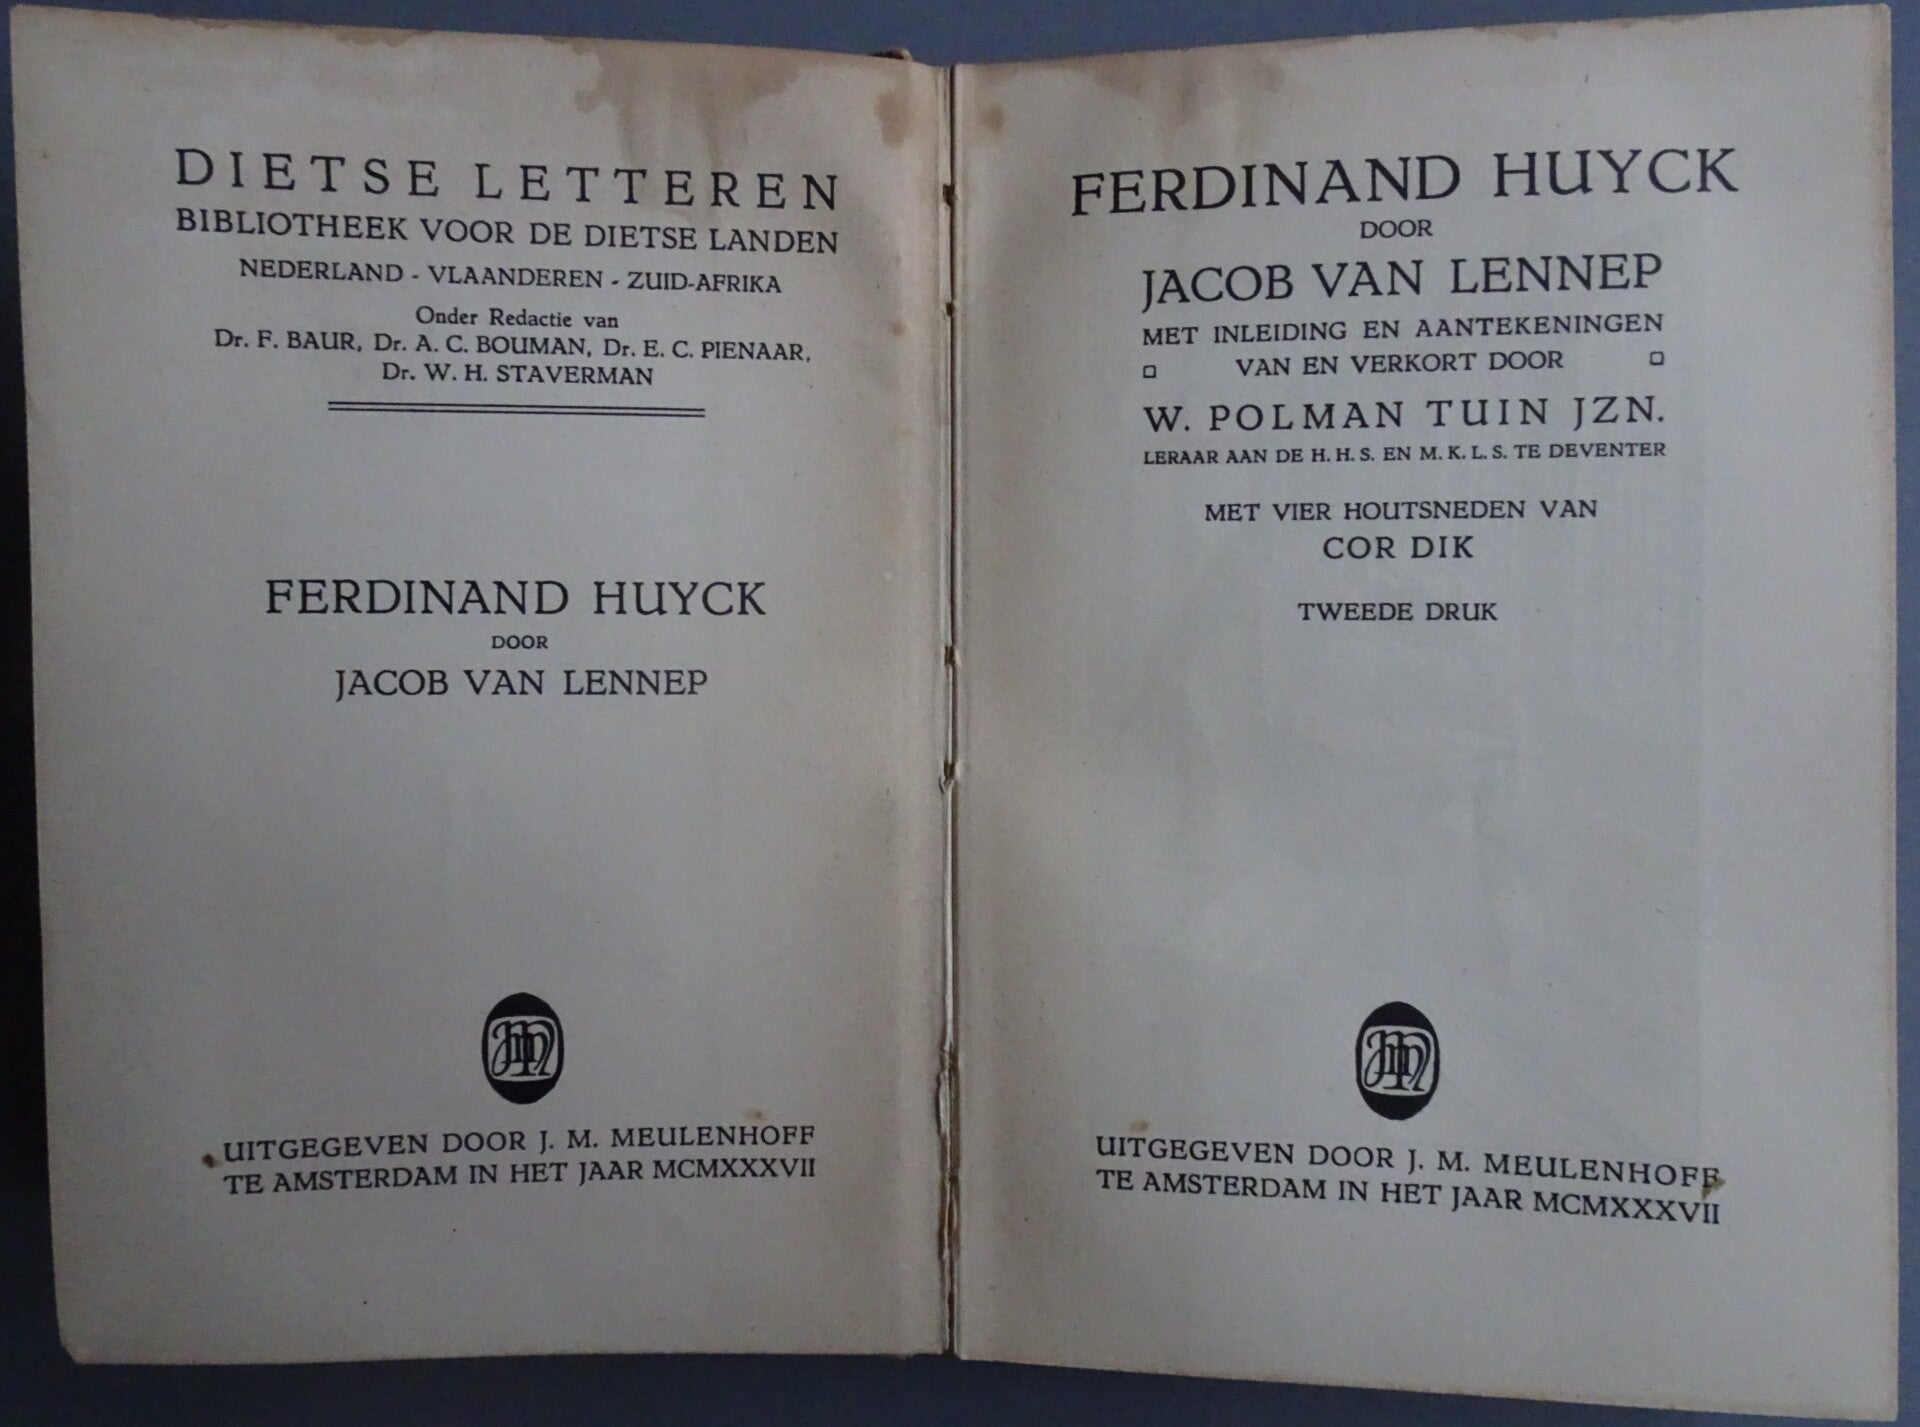 DIETSE LETTEREN
BIBLIOTHEEK VOOR DE DIETSE LANDEN
NEDERLAND - VLAANDEREN - ZUID-AFRIKA
Onder Redactie van
Dr. F. BAUR, Dr. A. C. BOUMAN, Dr. E. C. PIENAAR,
Dr. W. H. STAVERMAN
FERDINAND HUYCK
DOOR
JACOB VAN LENNEP
JMM
UITGEGEVEN DOOR J. M. MEULENHOFF
TE AMSTERDAM IN HET JAAR MCMXXXVII
FERDINAND HUYCK
DOOR
JACOB VAN LENNEP
MET INLEIDING EN AANTEKENINGEN
VAN EN VERKORT DOOR
W. POLMAN TUIN JZN.
LERAAR AAN DE H. H. S. EN M. K. L. S. TE DEVENTER
MET VIER HOUTSNEDEN VAN
COR DIK
TWEEDE DRUK
JMM
UITGEGEVEN DOOR J. M. MEULENHOFF
TE AMSTERDAM IN HET JAAR MCMXXXVII